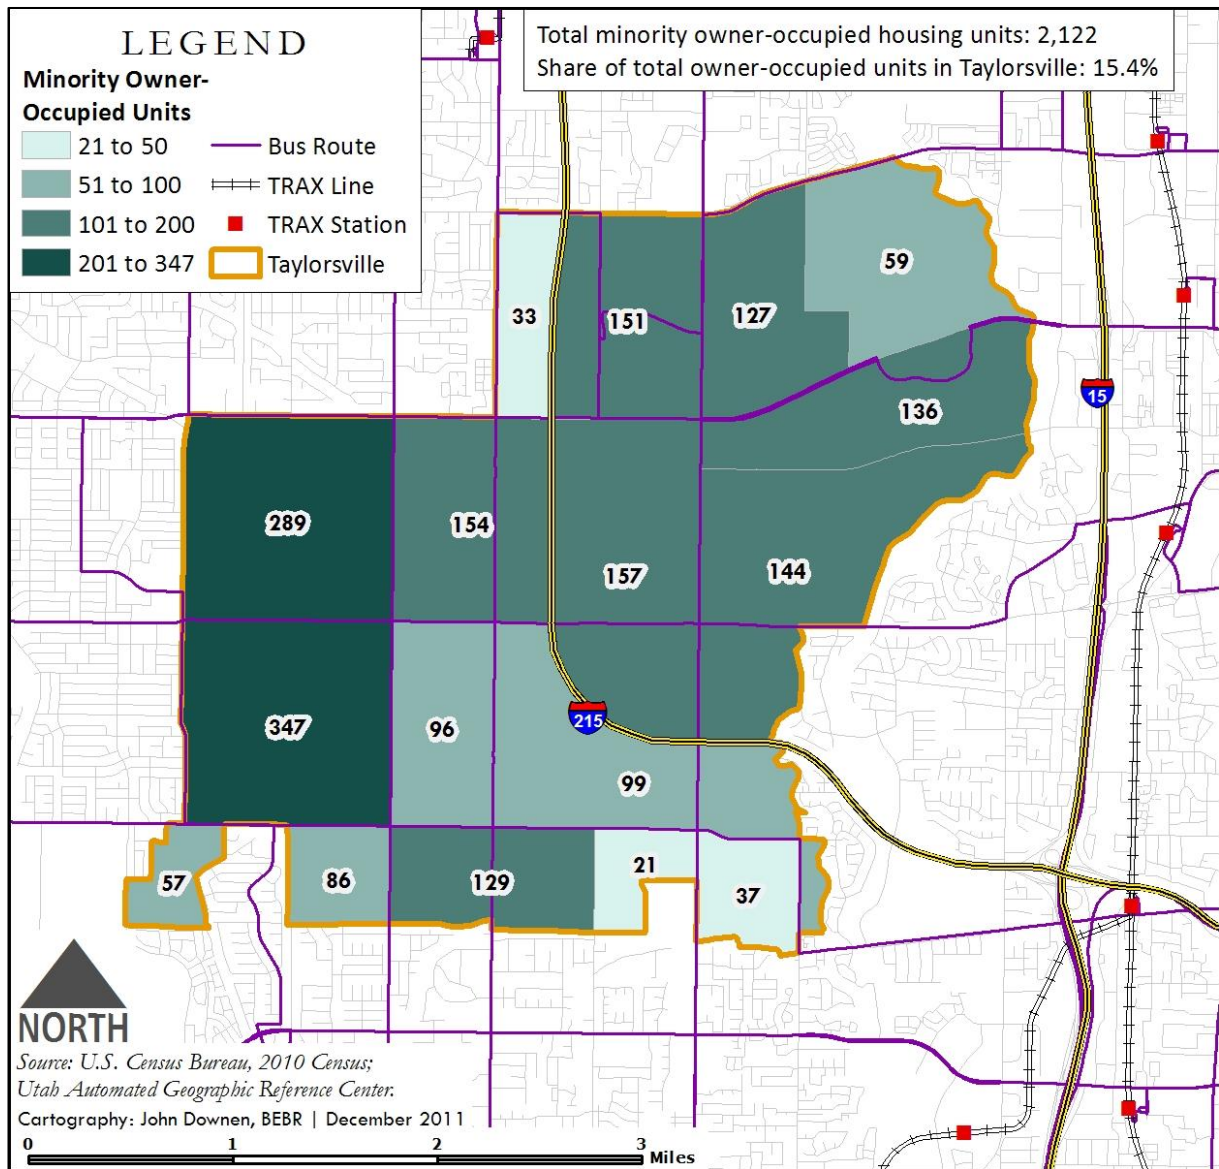 LEGEND
Minority Owner-
Occupied Units
21 to 50
51 to 100
101 to 200
201 to 347
Bus Route
TRAX Line
TRAX Station
Taylorsville
Total minority owner-occupied housing units: 2,122
Share of total owner-occupied units in Taylorsville: 15.4%
59
33
151
127
15
136
289
154
157
144
347
96
215
99
57
86
129
21
37
NORTH
Source: U.S. Census Bureau, 2010 Census;
Utah Automated Geographic Reference Center.
Cartography: John Downen, BEBR | December 2011
0 1 2 3 Miles